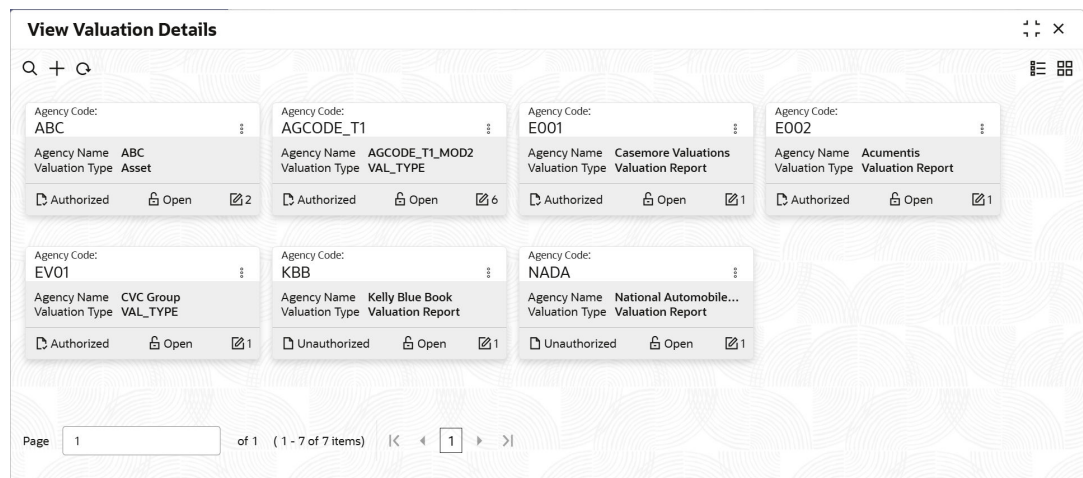 View Valuation Details
Agency Code:
ABC
Agency Name ABC
Valuation Type Asset
Authorized Open 2
Agency Code:
AGCODE_T1
Agency Name AGCODE_T1_MOD2
Valuation Type VAL_TYPE
Authorized Open 6
Agency Code:
E001
Agency Name Casemore Valuations
Valuation Type Valuation Report
Authorized Open 1
Agency Code:
E002
Agency Name Acumentis
Valuation Type Valuation Report
Authorized Open 1
Agency Code:
EV01
Agency Name CVC Group
Valuation Type VAL_TYPE
Authorized Open 1
Agency Code:
KBB
Agency Name Kelly Blue Book
Valuation Type Valuation Report
Unauthorized Open 1
Agency Code:
NADA
Agency Name National Automobile...
Valuation Type Valuation Report
Unauthorized Open 1
Page 1 of 1 ( 1 - 7 of 7 items) 1